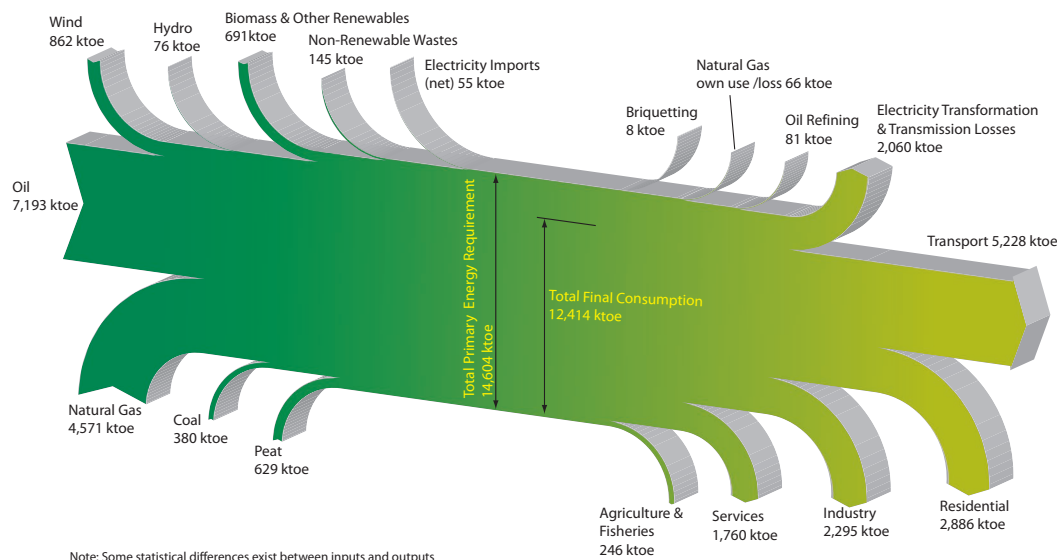 Wind
862 ktoe
Hydro
76 ktoe
Biomass & Other Renewables
691ktoe
Non-Renewable Wastes
145 ktoe
Electricity Imports
(net) 55 ktoe
Natural Gas
own use /loss 66 ktoe
Briquetting
8 ktoe
Oil Refining
81 ktoe
Electricity Transformation
& Transmission Losses
2,060 ktoe
Oil
7,193 ktoe
Transport 5,228 ktoe
Total Primary Energy Requirement
14,604 ktoe
Total Final Consumption
12,414 ktoe
Natural Gas
4,571 ktoe
Coal
380 ktoe
Peat
629 ktoe
Agriculture &
Fisheries
246 ktoe
Services
1,760 ktoe
Industry
2,295 ktoe
Residential
2,886 ktoe
Note: Some statistical differences exist between inputs and outputs